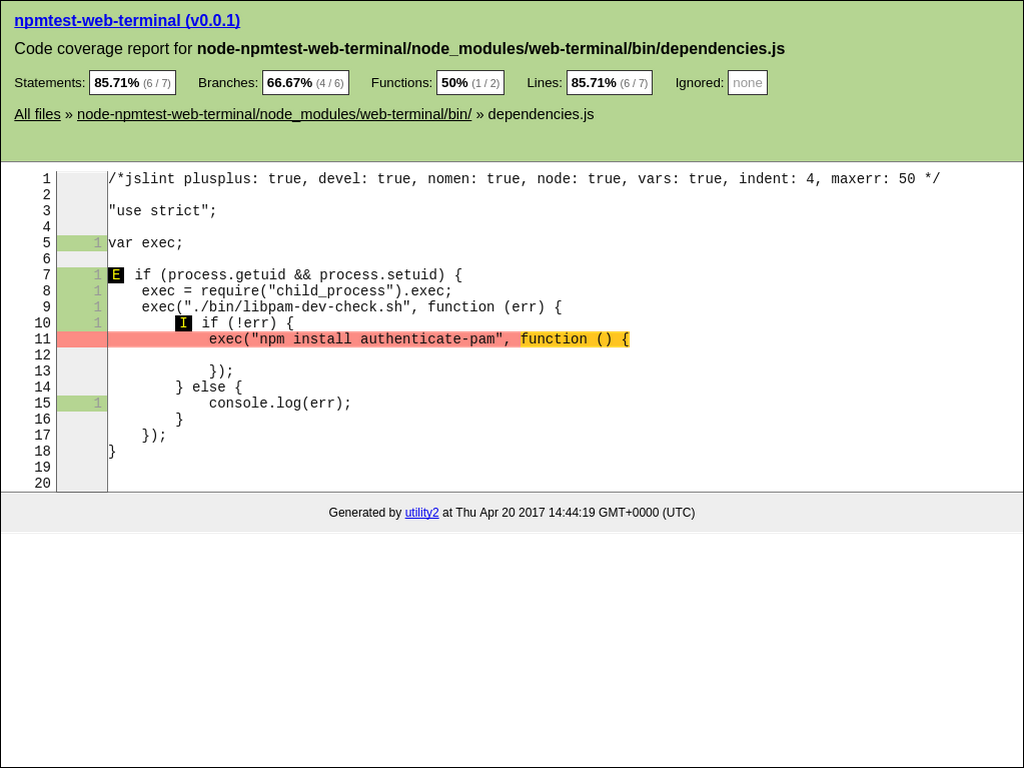 npmtest-web-terminal (v0.0.1)
Code coverage report for node-npmtest-web-terminal/node_modules/web-terminal/bin/dependencies.js
Statements: 85.71% (6 / 7) Branches: 66.67% (4 / 6) Functions: 50% (1 / 2) Lines: 85.71% (6 / 7) Ignored: none
All files » node-npmtest-web-terminal/node_modules/web-terminal/bin/ » dependencies.js
1 /*jslint plusplus: true, devel: true, nomen: true, node: true, vars: true, indent: 4, maxerr: 50 */
2
3 "use strict";
4
5 1 var exec;
6
7 1 E if (process.getuid && process.setuid) {
8 1 exec = require("child_process").exec;
9 1 exec("./bin/libpam-dev-check.sh", function (err) {
10 1 I if (!err) {
11 exec("npm install authenticate-pam", function () {
12
13 });
14 } else {
15 1 console.log(err);
16 }
17 });
18 }
19
20
Generated by utility2 at Thu Apr 20 2017 14:44:19 GMT+0000 (UTC)